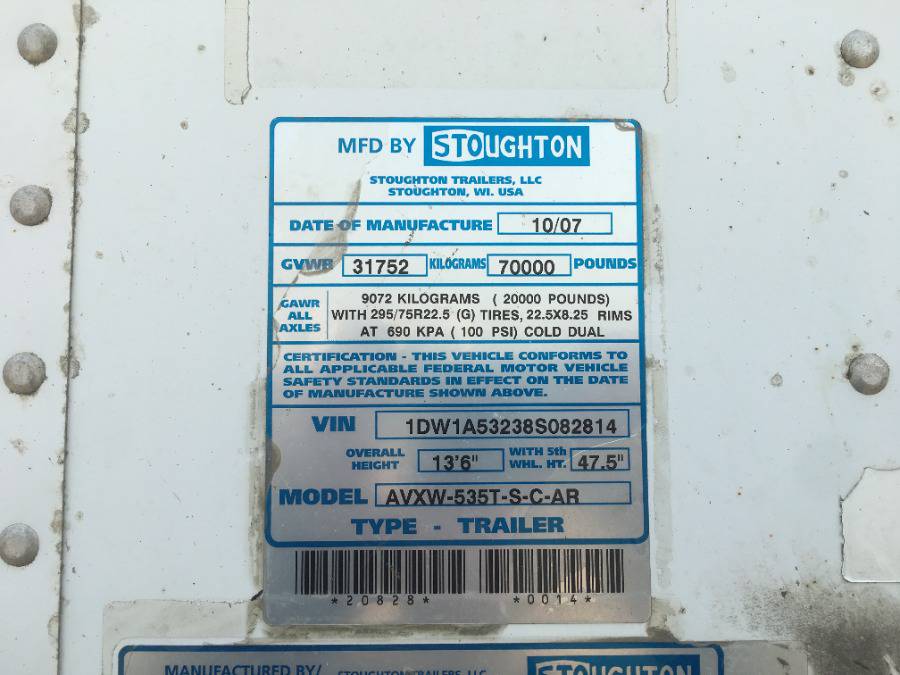 MFD BY STOUGHTON
STOUGHTON TRAILERS, LLC
STOUGHTON, WI. USA
DATE OF MANUFACTURE 10/07
GVWR 31752 KILOGRAMS 70000 POUNDS
GAWR ALL AXLES
9072 KILOGRAMS ( 20000 POUNDS)
WITH 295/75R22.5 (G) TIRES, 22.5X8.25 RIMS
AT 690 KPA ( 100 PSI) COLD DUAL
CERTIFICATION - THIS VEHICLE CONFORMS TO
ALL APPLICABLE FEDERAL MOTOR VEHICLE
SAFETY STANDARDS IN EFFECT ON THE DATE
OF MANUFACTURE SHOWN ABOVE.
VIN 1DW1A53238S082814
OVERALL HEIGHT 13'6" WITH 5th WHL. HT. 47.5"
MODEL AVXW-535T-S-C-AR
TYPE - TRAILER
*20828* *0014*
MANUFACTURED BY/ STOUGHTON TRAILERS, LLC STOUGHTON